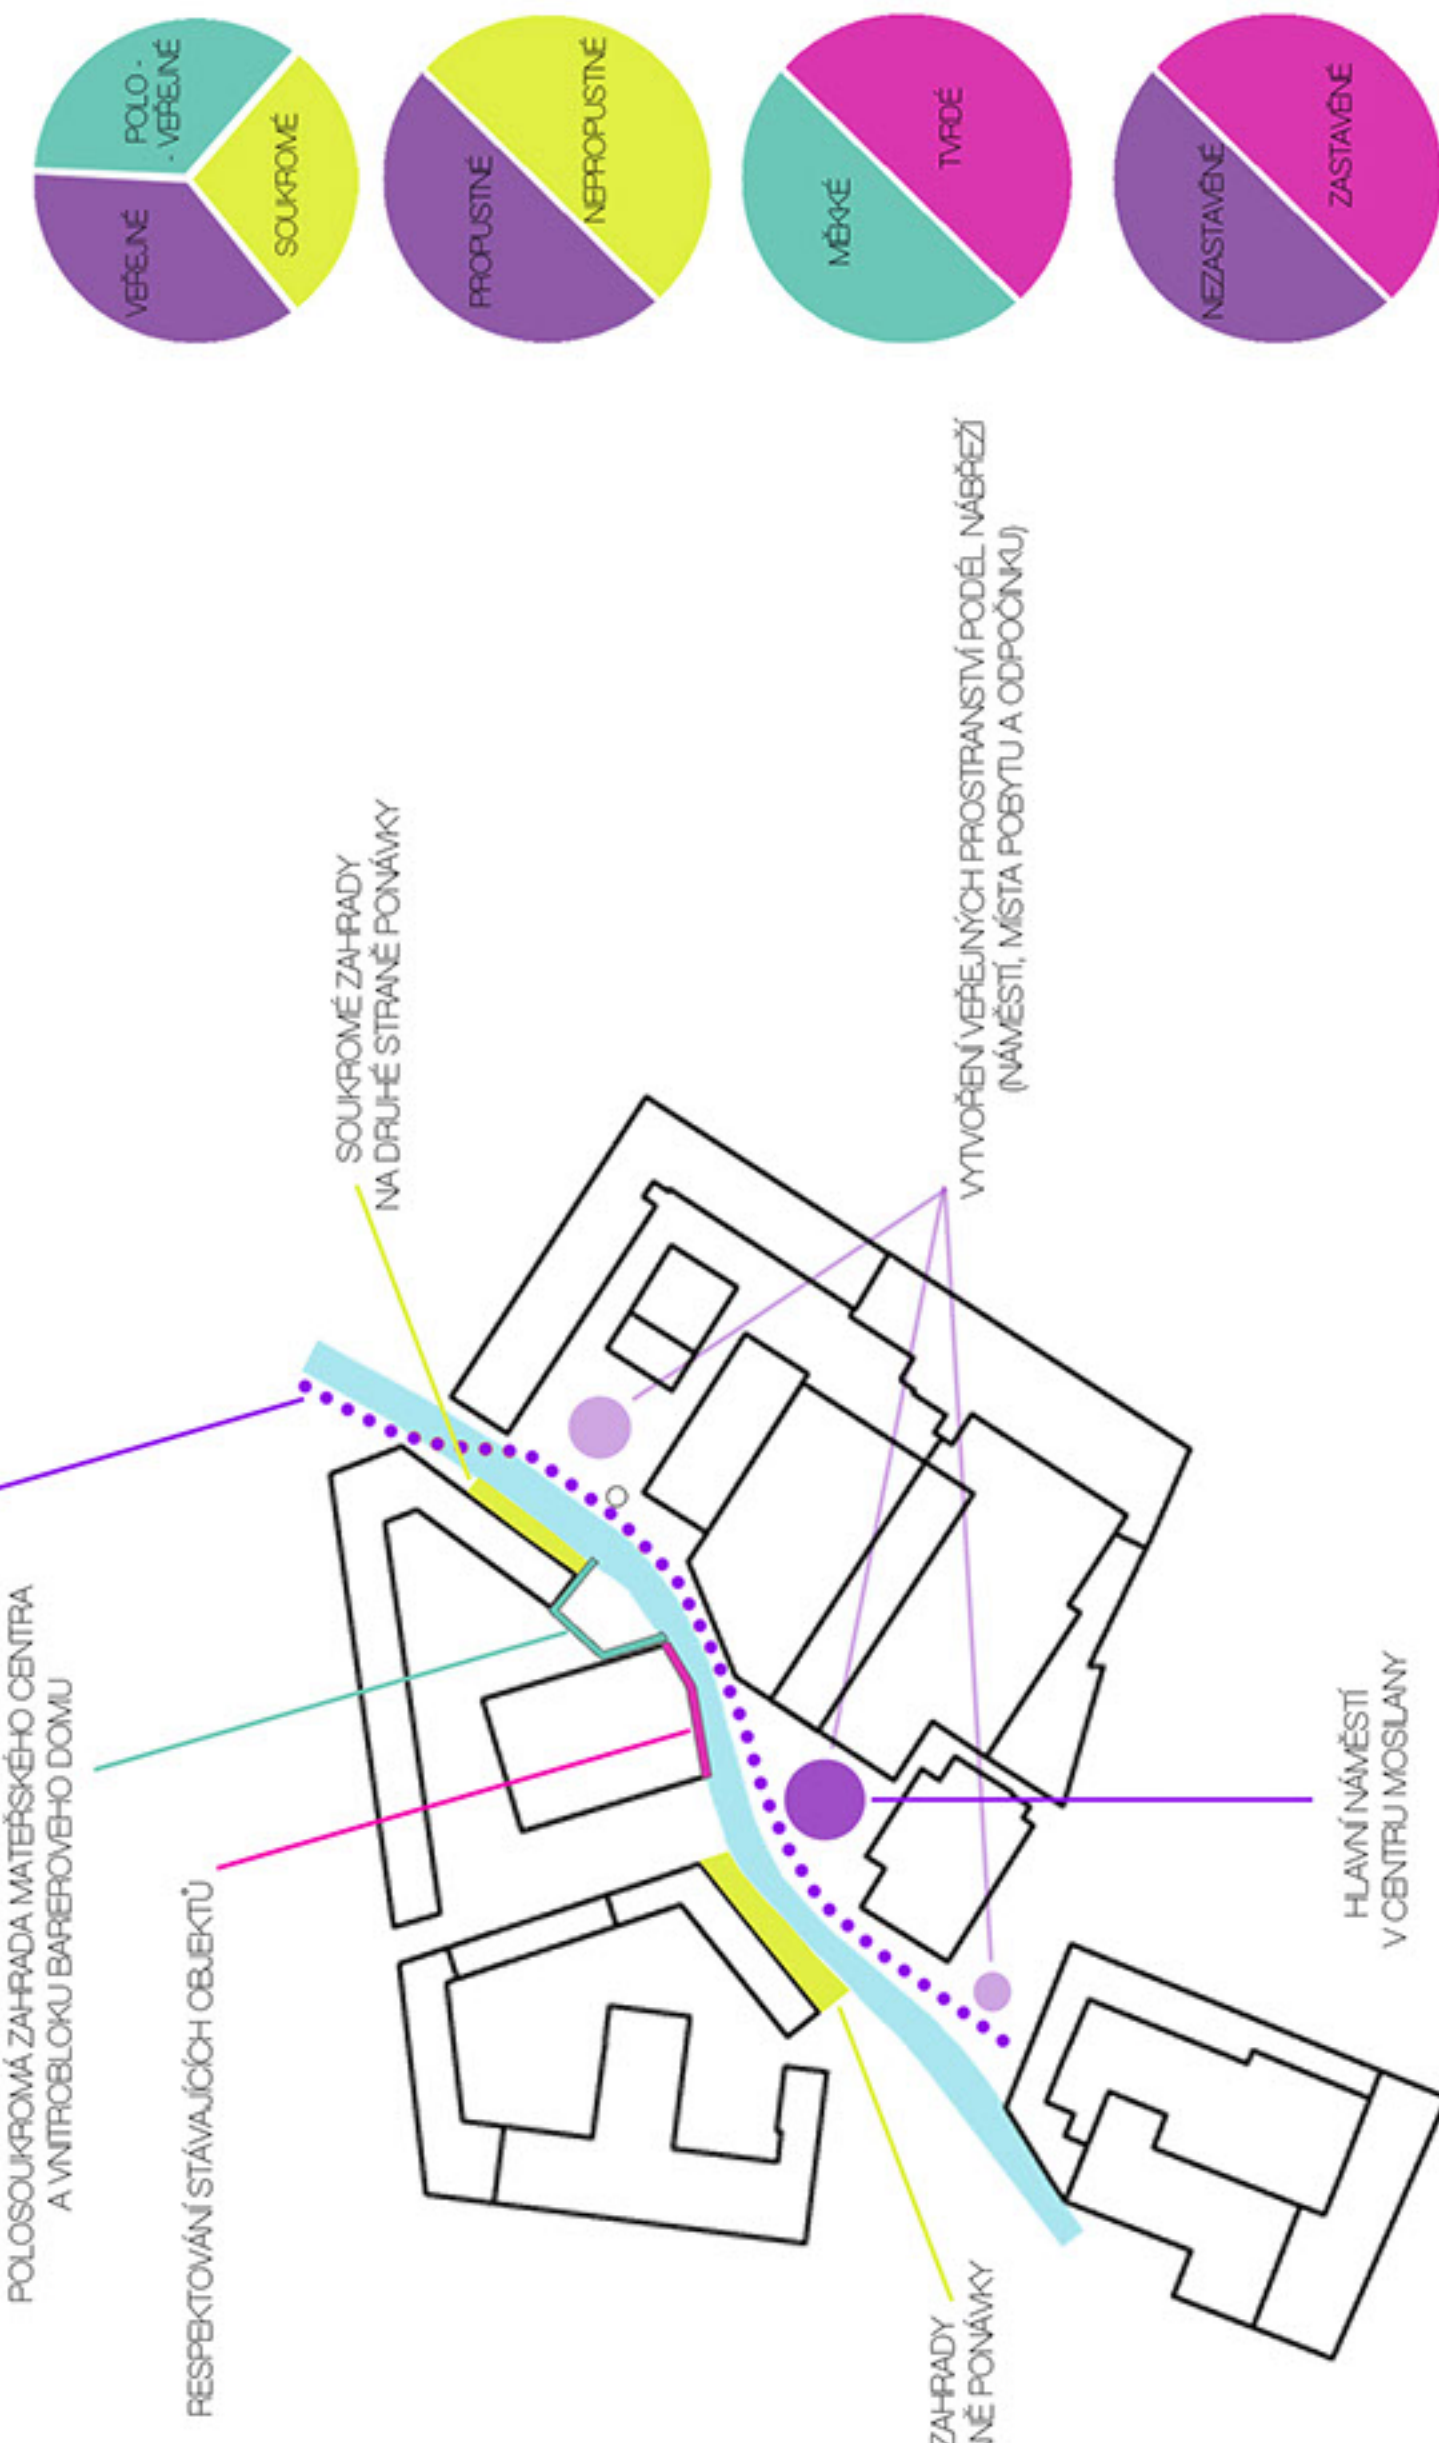 POLO -
- VEŘEJNÉ
VEŘEJNÉ
SOUKROMÉ
PROPUSTNÉ
NEPROPUSTNÉ
MĚKKÉ
TVRDÉ
NEZASTAVĚNÉ
ZASTAVĚNÉ
POLOSOUKROMÁ ZAHRADA MATEŘSKÉHO CENTRA
A VNITROBLOKU BAREROVEHO DOMU
RESPEKTOVÁNÍ STÁVAJÍCÍCH OBJEKTŮ
SOUKROMÉ ZAHRADY
NA DRUHÉ STRANĚ PONÁVKY
VYTVOŘENÍ VEŘEJNÝCH PROSTRANSTVÍ PODÉL NÁBŘEŽÍ
(NÁMĚSTÍ, MÍSTA POBYTU A ODPOČINKU)
ZAHRADY
NĚ PONÁVKY
HLAVNÍ NÁMĚSTÍ
V CENTRU MOSILANY